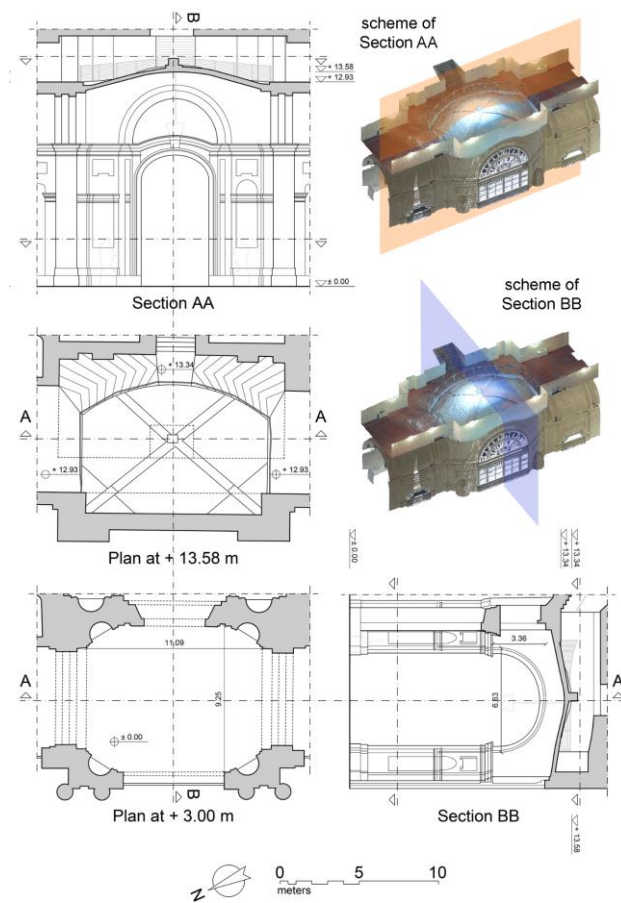 B
scheme of
Section AA
+ 13.58
+ 12.93
± 0.00
Section AA
scheme of
Section BB
+ 13.34
A
A
+ 12.93
+ 12.93
Plan at + 13.58 m
± 0.00
+ 13.34
+ 13.34
11.09
9.25
A
± 0.00
B
Plan at + 3.00 m
3.36
6.63
A
Section BB
+ 13.58
N
0
5
10
meters